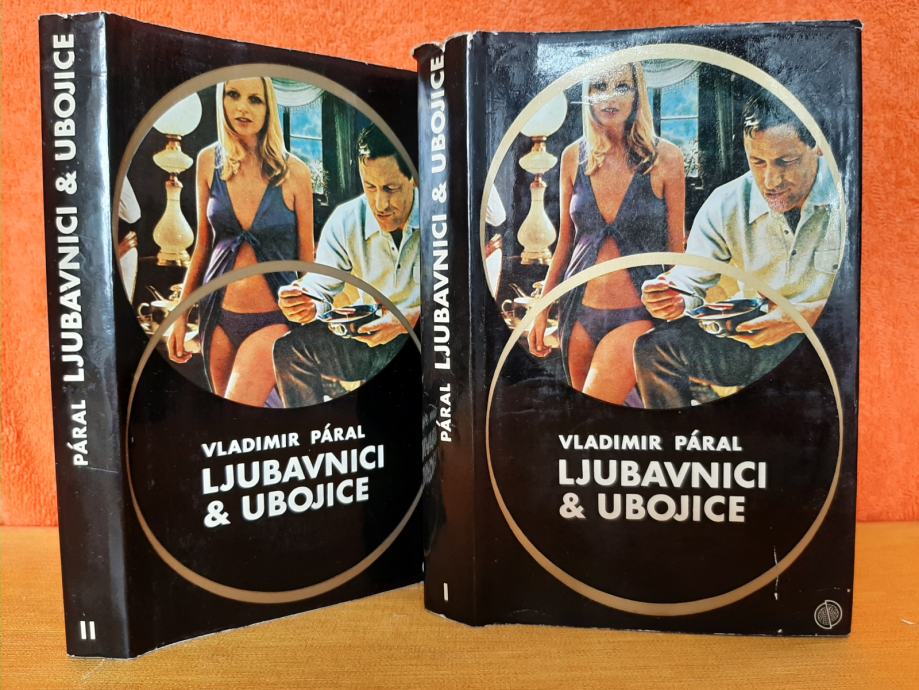 PÁRAL LJUBAVNICI & UBOJICE
II
VLADIMIR PÁRAL
LJUBAVNICI
& UBOJICE
PÁRAL LJUBAVNICI & UBOJICE
I
VLADIMIR PÁRAL
LJUBAVNICI
& UBOJICE